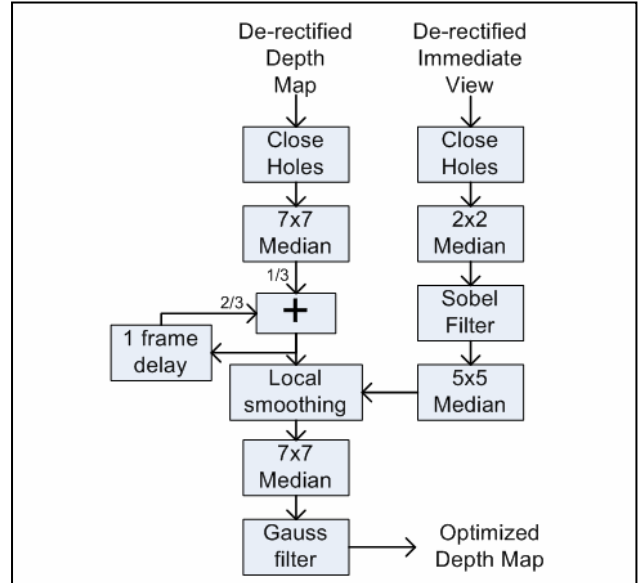 De-rectified
Depth
Map
De-rectified
Immediate
View
Close
Holes
Close
Holes
7x7
Median
2x2
Median
1/3
2/3
+
Sobel
Filter
1 frame
delay
Local
smoothing
5x5
Median
7x7
Median
Gauss
filter
Optimized
Depth Map